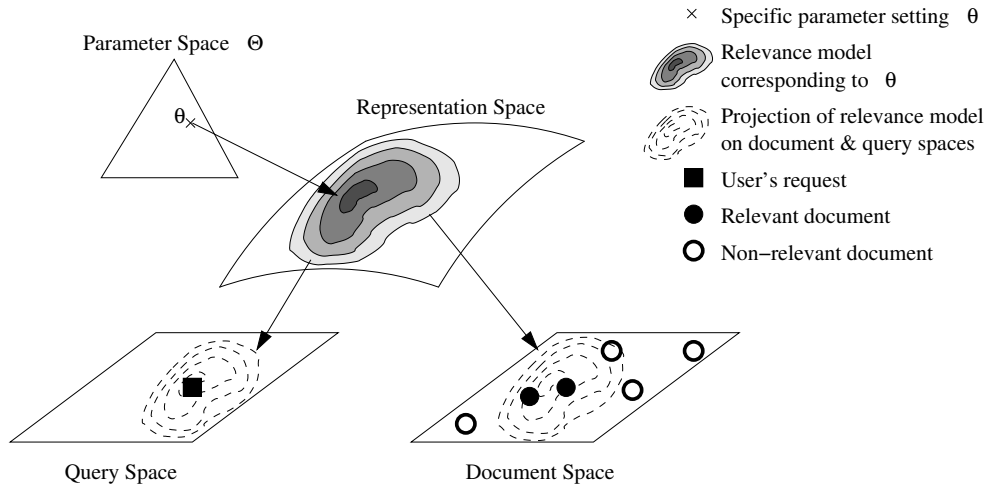 Parameter Space Θ
θ
Representation Space
Query Space
Document Space
Specific parameter setting θ
Relevance model
corresponding to θ
Projection of relevance model
on document & query spaces
User's request
Relevant document
Non−relevant document